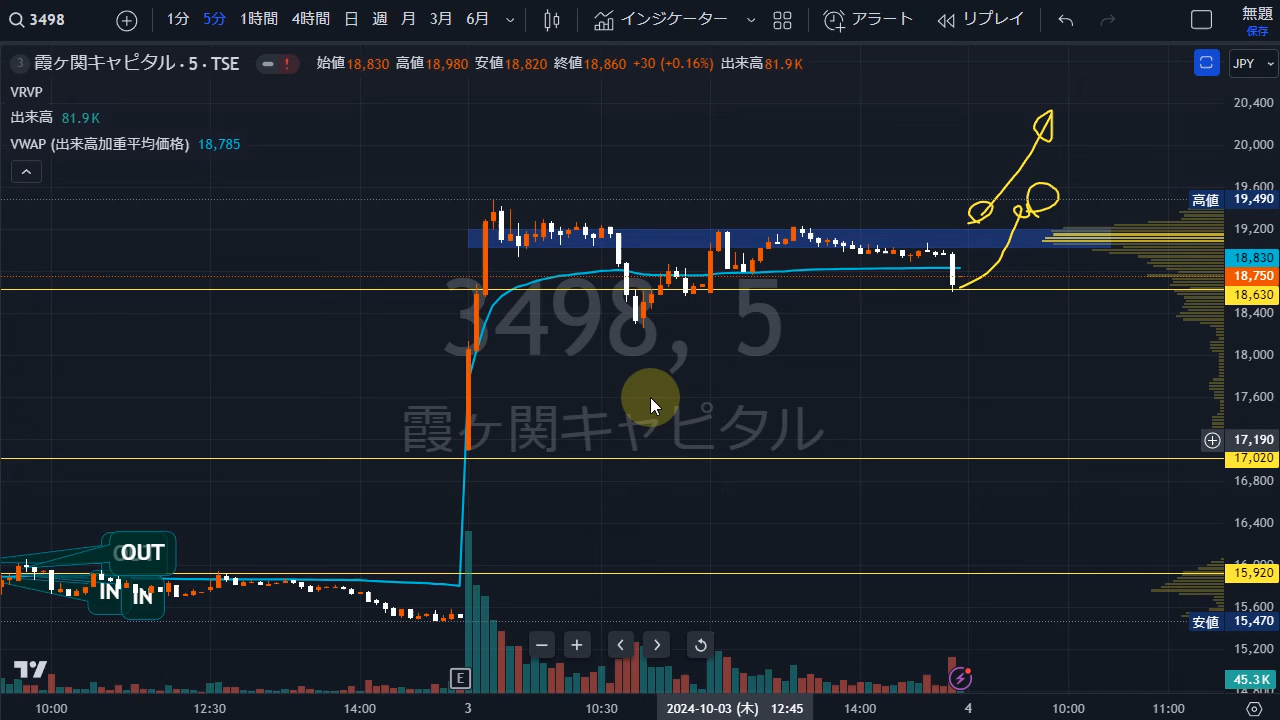 3498 1分 5分 1時間 4時間 日 週 月 3月 6月 インジケーター アラート リプレイ 無題
保存
3 霞ヶ関キャピタル · 5 · TSE 始値18,830 高値18,980 安値18,820 終値18,860 +30 (+0.16%) 出来高81.9K JPY
VRVP
出来高 81.9K
VWAP (出来高加重平均価格) 18,785
20,400
20,000
19,600
高値 19,490
19,200
18,830
18,750
18,630
18,400
18,000
17,600
17,190
17,020
16,800
16,400
16,000
15,920
15,600
安値 15,470
15,200
14,800
45.3K
3498, 5
霞ヶ関キャピタル
OUT
IN
IN
E
10:00 12:30 14:00 3 10:30 2024-10-03 (木) 12:45 14:00 4 10:00 11:00